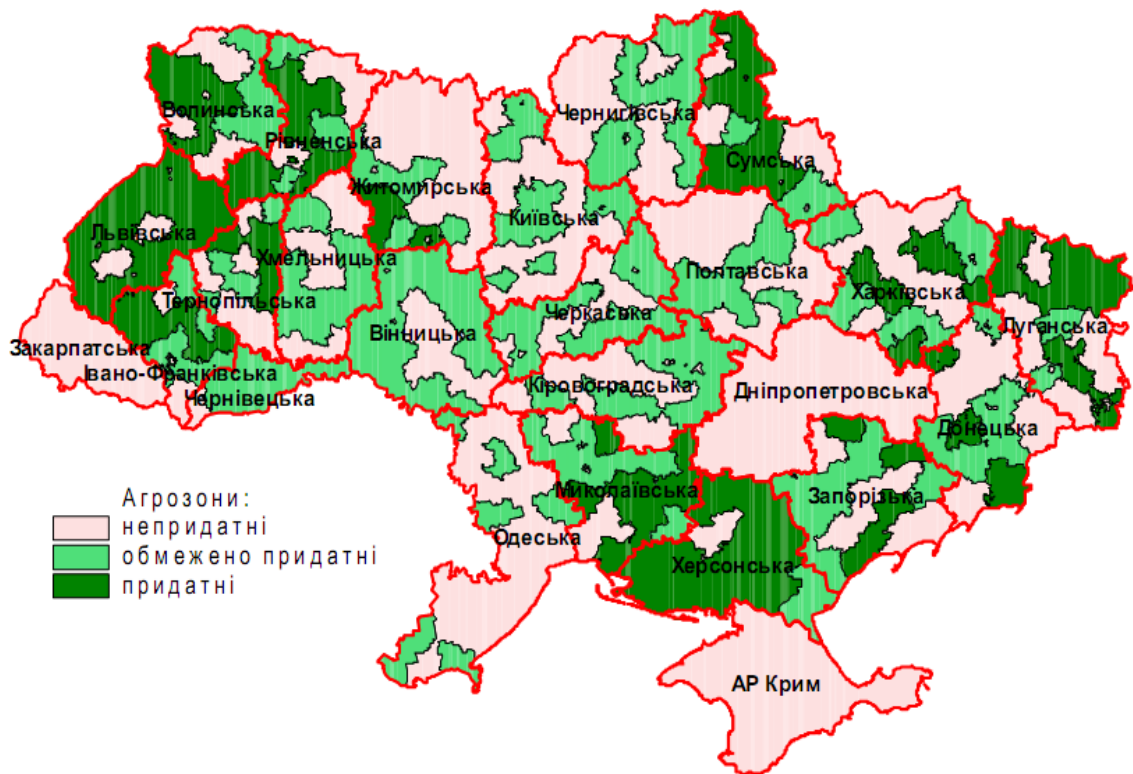 Волинська
Рівненська
Чернигівська
Сумська
Житомирська
Київська
Львівська
Хмельницька
Тернопільська
Полтавська
Харківська
Черкаська
Вінницька
Луганська
Закарпатська
Івано-Франківська
Чернівецька
Кіровоградська
Дніпропетровська
Донецька
Миколаївська
Запорізька
Одеська
Херсонська
АР Крим
Агрозони:
непридатні
обмежено придатні
придатні